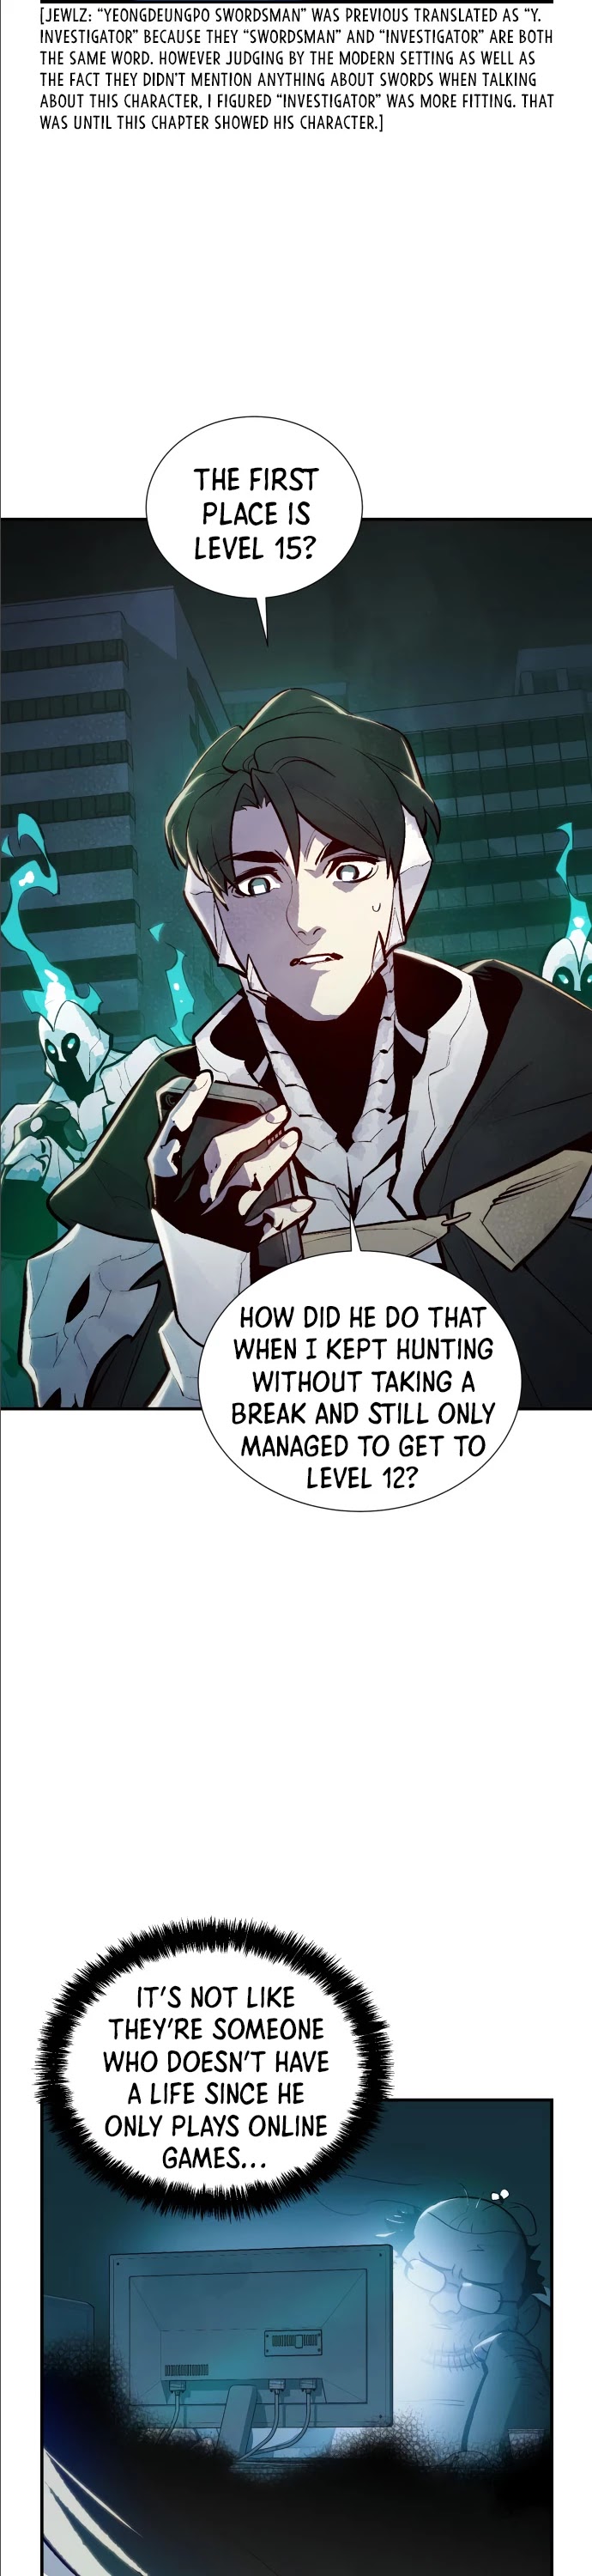 [JEWLZ: "YEONGDEUNGPO SWORDSMAN" WAS PREVIOUS TRANSLATED AS "Y.
INVESTIGATOR" BECAUSE THEY "SWORDSMAN" AND "INVESTIGATOR" ARE BOTH
THE SAME WORD. HOWEVER JUDGING BY THE MODERN SETTING AS WELL AS
THE FACT THEY DIDN'T MENTION ANYTHING ABOUT SWORDS WHEN TALKING
ABOUT THIS CHARACTER, I FIGURED "INVESTIGATOR" WAS MORE FITTING. THAT
WAS UNTIL THIS CHAPTER SHOWED HIS CHARACTER.]
THE FIRST
PLACE IS
LEVEL 15?
HOW DID HE DO THAT
WHEN I KEPT HUNTING
WITHOUT TAKING A
BREAK AND STILL ONLY
MANAGED TO GET TO
LEVEL 12?
IT'S NOT LIKE
THEY'RE SOMEONE
WHO DOESN'T HAVE
A LIFE SINCE HE
ONLY PLAYS ONLINE
GAMES...